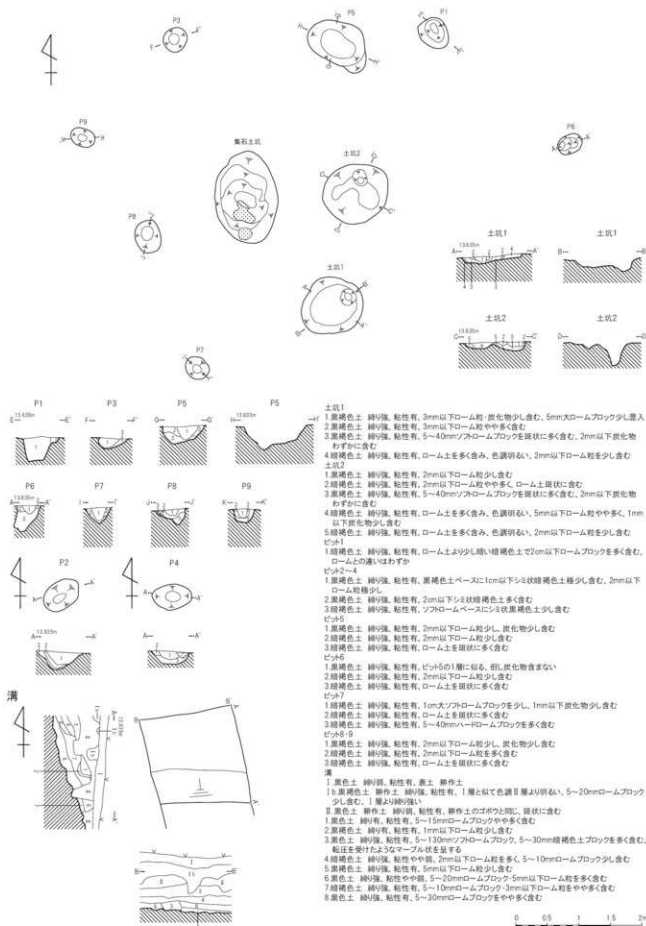 P3
P5
P1
F
F'
H
H'
G
G'
E
E'
P9
K
K'
集石土坑
土坑2
P6
A
A'
P8
J
J'
C
C'
D
D'
土坑1
A
A'
B
B'
P7
I
I'
土坑1
土坑1
A 13.635m A'
B B'
土坑2
土坑2
C 13.635m C'
D D'
P1
P3
P5
P5
E 13.635m E'
F F'
G G'
H 13.635m H'
P6
P7
P8
P9
A 13.635m A'
I I'
J J'
K K'
P2
P4
A A'
A A'
A 13.635m A'
A A'
溝
B
B'
A
A'
B B'
土坑1
1.黒褐色土 締り強、粘性有、3mm以下ローム粒・炭化物少し含む、5mm大ロームブロック少し混入
2.黒褐色土 締り強、粘性有、3mm以下ローム粒やや多く含む
3.黒褐色土 締り強、粘性有、5~40mmソフトロームブロックを斑状に多く含む、2mm以下炭化物
わずかに含む
4.暗褐色土 締り強、粘性有、ローム土を多く含み、色調明るい、2mm以下ローム粒を少し含む
土坑2
1.黒褐色土 締り強、粘性有、2mm以下ローム粒少し含む
2.暗褐色土 締り強、粘性有、2mm以下ローム粒やや多く、ローム土斑状に含む
3.黒褐色土 締り強、粘性有、5~40mmソフトロームブロックを斑状に多く含む、2mm以下炭化物
わずかに含む
4.暗褐色土 締り強、粘性有、ローム土を多く含み、色調明るい、5mm以下ローム粒やや多く、1mm
以下炭化物少し含む
5.暗褐色土 締り強、粘性有、ローム土を多く含み、色調明るい、2mm以下ローム粒を少し含む
ピット1
1.暗褐色土 締り強、粘性有、ローム土より少し暗い暗褐色土で2cm以下ロームブロックを多く含む、
ロームとの違いはわずか
ピット2~4
1.黒褐色土 締り強、粘性有、黒褐色土ベースに1cm以下シミ状暗褐色土極少し含む、2mm以下
ローム粒極少し
2.黒褐色土 締り強、粘性有、2cm以下シミ状暗褐色土多く含む
3.暗褐色土 締り強、粘性有、ソフトロームベースにシミ状黒褐色土少し含む
ピット5
1.黒褐色土 締り強、粘性有、2mm以下ローム粒少し、炭化物少し含む
2.暗褐色土 締り強、粘性有、2mm以下ローム粒少し含む
3.暗褐色土 締り強、粘性有、ローム土を斑状に多く含む
ピット6
1.黒褐色土 締り強、粘性有、ピット5の1層に似る、倒し炭化物含まない
2.暗褐色土 締り強、粘性有、2mm以下ローム粒少し含む
3.暗褐色土 締り強、粘性有、ローム土を斑状に多く含む
ピット7
1.暗褐色土 締り強、粘性有、1cm大ソフトロームブロックを少し、1mm以下炭化物少し含む
2.暗褐色土 締り強、粘性有、ローム土を斑状に多く含む
3.暗褐色土 締り強、粘性有、5~40mmハードロームブロックを多く含む
ピット8・9
1.黒褐色土 締り強、粘性有、2mm以下ローム粒少し、炭化物少し含む
2.暗褐色土 締り強、粘性有、2mm以下ローム粒を多く含む
3.暗褐色土 締り強、粘性有、ローム土を斑状に多く含む
溝
Ⅰ.黒色土 締り弱、粘性有、表土 耕作土
Ⅰb.黒褐色土 耕作土 締り強、粘性有、Ⅰ層と似て色調Ⅱ層より明るい、5~20mmロームブロック
少し含む、Ⅰ層より締り強い
Ⅱ.黒色土 耕作土 締り弱、粘性有、耕作土のゴボウと同じ、斑状に含む
1.黒色土 締り有、粘性有、5~15mmロームブロックやや多く含む
2.黒褐色土 締り有、粘性有、1mm以下ローム粒少し含む
3.黒色土 締り強、粘性有、5~130mmソフトロームブロック、5~30mm暗褐色土ブロックを多く含む、
転圧を受けたようなマーブル状を呈する
4.暗褐色土 締り強、粘性やや弱、2mm以下ローム粒を多く、5~10mmロームブロック少し含む
5.黒褐色土 締り強、粘性有、5mm以下ローム粒少し含む
6.黒色土 締り強、粘性やや弱、5~20mmロームブロック・5mm以下ローム粒を多く含む
7.暗褐色土 締り強、粘性有、5~10mmロームブロック・3mm以下ローム粒をやや多く含む
8.黒色土 締り強、粘性有、5~30mmロームブロックをやや多く含む
0 0.5 1 1.5 2m